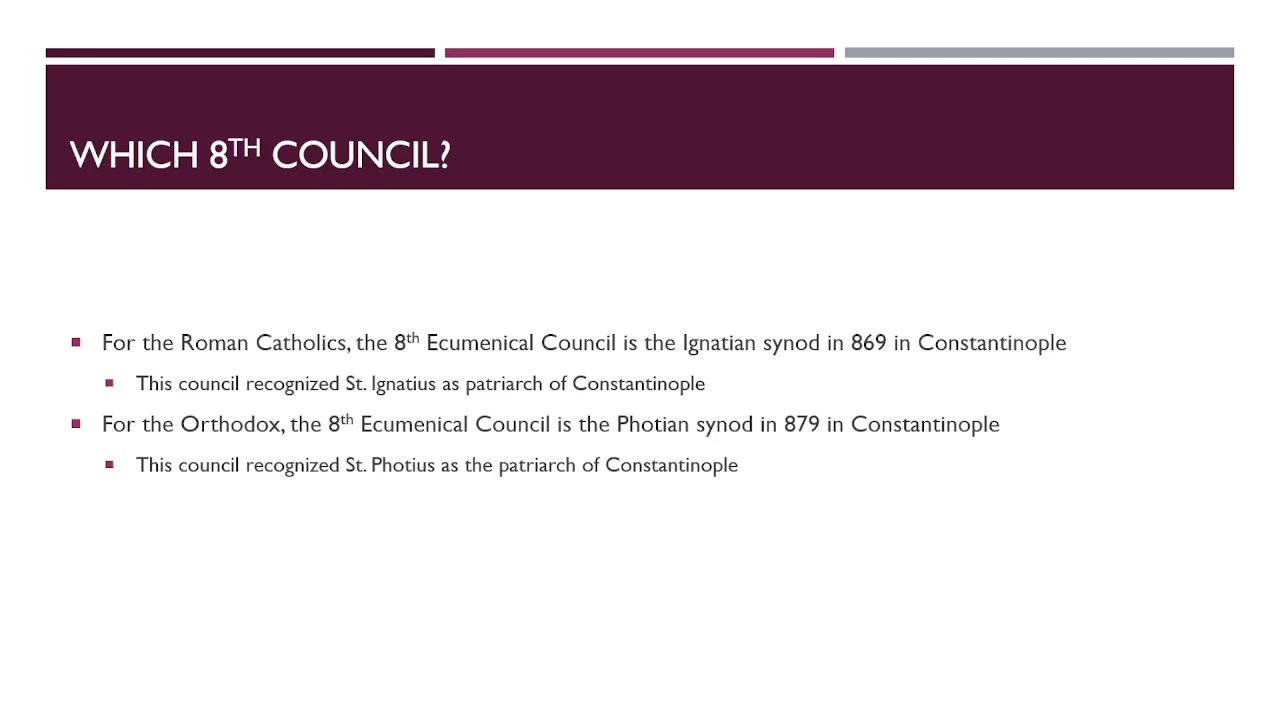 WHICH 8TH COUNCIL?
For the Roman Catholics, the 8th Ecumenical Council is the Ignatian synod in 869 in Constantinople
This council recognized St. Ignatius as patriarch of Constantinople
For the Orthodox, the 8th Ecumenical Council is the Photian synod in 879 in Constantinople
This council recognized St. Photius as the patriarch of Constantinople